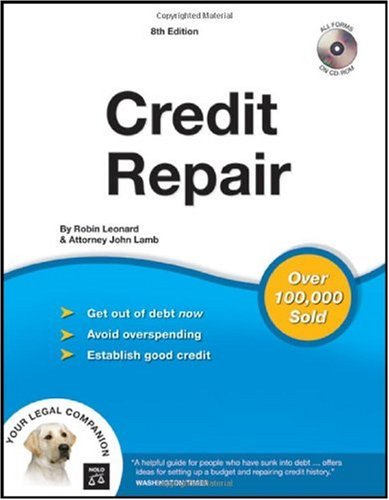 Copyrighted Material
8th Edition
ALL FORMS
ON CD-ROM
Credit
Repair
By Robin Leonard
& Attorney John Lamb
Over
100,000
Sold
Get out of debt now
Avoid overspending
Establish good credit
YOUR LEGAL COMPANION
NOLO
"A helpful guide for people who have sunk into debt ... offers
ideas for setting up a budget and repairing credit history."
WASHINGTON TIMES